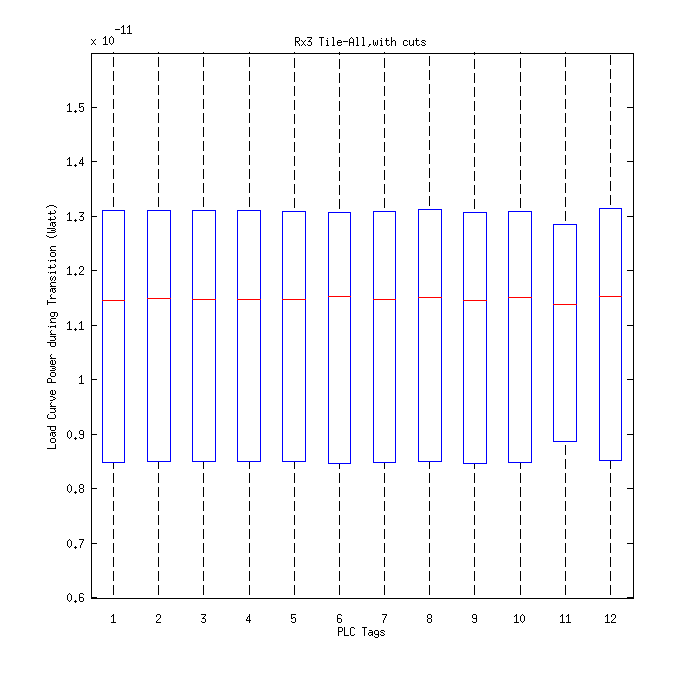 x 10^-11
Rx3 Tile-All,with cuts
1.5
1.4
1.3
1.2
1.1
1
0.9
0.8
0.7
0.6
Load Curve Power during Transition (Watt)
1 2 3 4 5 6 7 8 9 10 11 12
PLC Tags